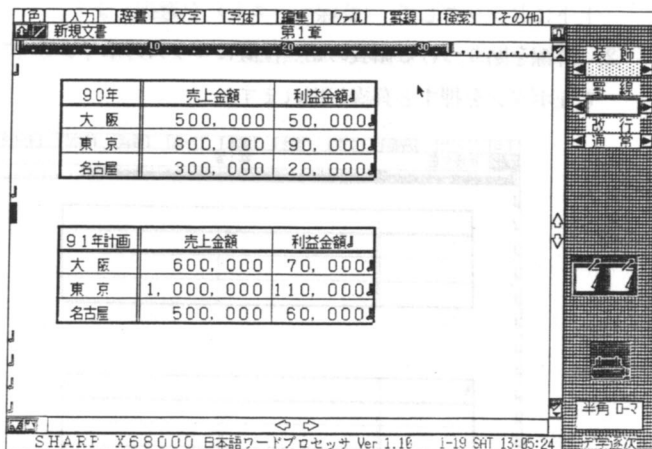 [色] [入力] [辞書] [文字] [字体] [編集] [ファイル] [罫線] [検索] [その他]
新規文書 第1章
10 20 30
装飾
罫線
改行
通常
90年 売上金額 利益金額
大阪 500,000 50,000
東京 800,000 90,000
名古屋 300,000 20,000
91年計画 売上金額 利益金額
大阪 600,000 70,000
東京 1,000,000 110,000
名古屋 500,000 60,000
半角 ローマ
SHARP X68000 日本語ワードプロセッサ Ver 1.10 1-19 SAT 13:05:24